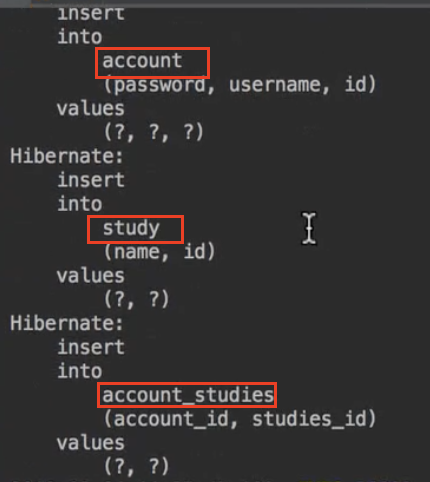 insert
into
account
(password, username, id)
values
(?, ?, ?)
Hibernate:
insert
into
study
(name, id)
values
(?, ?)
Hibernate:
insert
into
account_studies
(account_id, studies_id)
values
(?, ?)